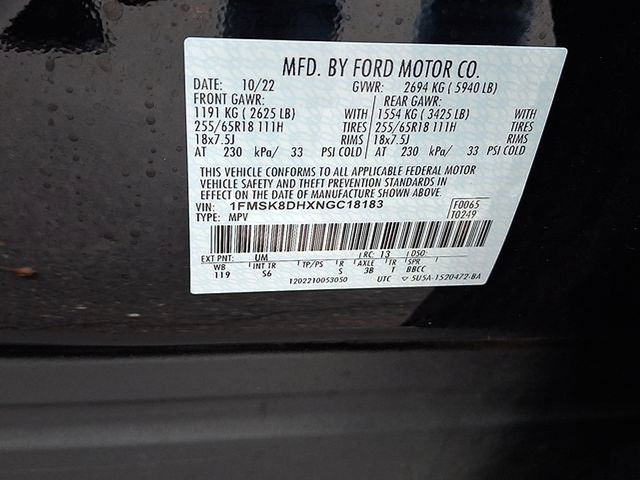 MFD. BY FORD MOTOR CO.
DATE: 10/22 GVWR: 2694 KG ( 5940 LB)
FRONT GAWR: REAR GAWR:
1191 KG ( 2625 LB) WITH 1554 KG ( 3425 LB) WITH
255/65R18 111H TIRES 255/65R18 111H TIRES
18x7.5J RIMS 18x7.5J RIMS
AT 230 kPa/ 33 PSI COLD AT 230 kPa/ 33 PSI COLD
THIS VEHICLE CONFORMS TO ALL APPLICABLE FEDERAL MOTOR
VEHICLE SAFETY AND THEFT PREVENTION STANDARDS IN
EFFECT ON THE DATE OF MANUFACTURE SHOWN ABOVE.
VIN: 1FMSK8DHXNGC18183 F0065
TYPE: MPV T0249
EXT PNT: UM RC: 13 DSO:
WB INT TR TP/PS R AXLE TR SPR
119 S6 S 3B T BBCC
1202210053050 UTC ▽ 5U5A-1520472-BA